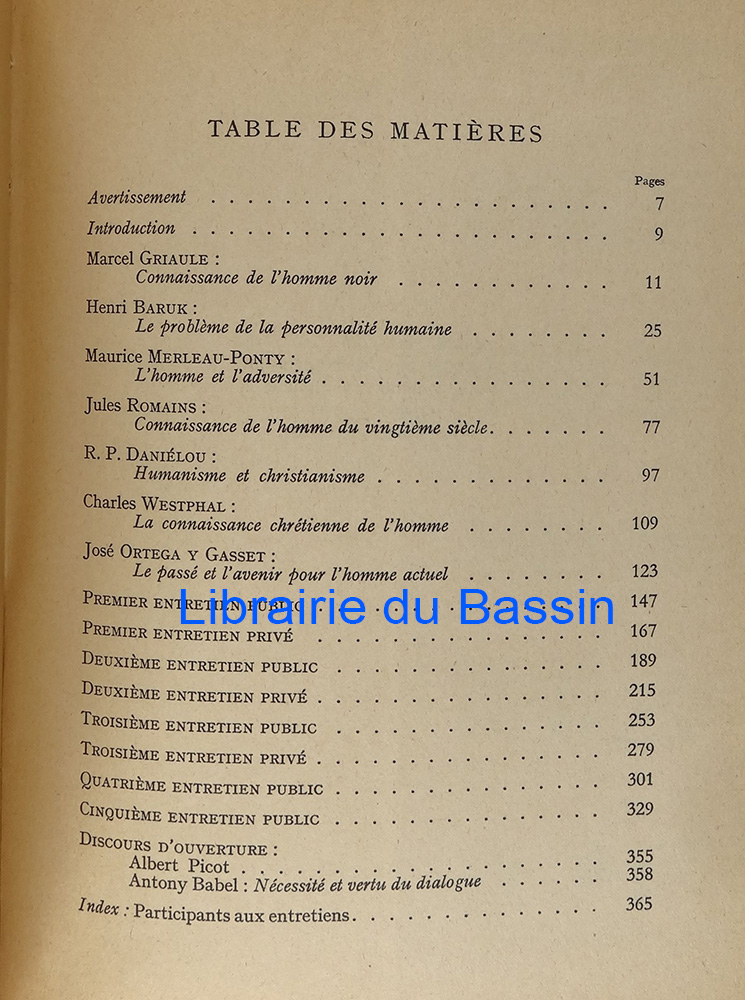 TABLE DES MATIÈRES
Pages
Avertissement . . . . . . . . . . . . . . . . . . . . 7
Introduction . . . . . . . . . . . . . . . . . . . . 9
Marcel GRIAULE :
Connaissance de l'homme noir . . . . . . . . . . . . 11
Henri BARUK :
Le problème de la personnalité humaine . . . . . . . . 25
Maurice MERLEAU-PONTY :
L'homme et l'adversité . . . . . . . . . . . . . . . 51
Jules ROMAINS :
Connaissance de l'homme du vingtième siècle. . . . . . . 77
R. P. DANIÉLOU :
Humanisme et christianisme . . . . . . . . . . . . . 97
Charles WESTPHAL :
La connaissance chrétienne de l'homme . . . . . . . . 109
José ORTEGA Y GASSET :
Le passé et l'avenir pour l'homme actuel . . . . . . . . 123
PREMIER ENTRETIEN PUBLIC . . . . . . . . . . . . . . . 147
Librairie du Bassin
PREMIER ENTRETIEN PRIVÉ . . . . . . . . . . . . . . . 167
DEUXIÈME ENTRETIEN PUBLIC . . . . . . . . . . . . . . 189
DEUXIÈME ENTRETIEN PRIVÉ . . . . . . . . . . . . . . . 215
TROISIÈME ENTRETIEN PUBLIC . . . . . . . . . . . . . . 253
TROISIÈME ENTRETIEN PRIVÉ . . . . . . . . . . . . . . . 279
QUATRIÈME ENTRETIEN PUBLIC . . . . . . . . . . . . . . 301
CINQUIÈME ENTRETIEN PUBLIC . . . . . . . . . . . . . . 329
DISCOURS D'OUVERTURE :
Albert Picot . . . . . . . . . . . . . . . . . . . 355
Antony Babel : Nécessité et vertu du dialogue . . . . . . 358
Index : Participants aux entretiens. . . . . . . . . . . . . 365